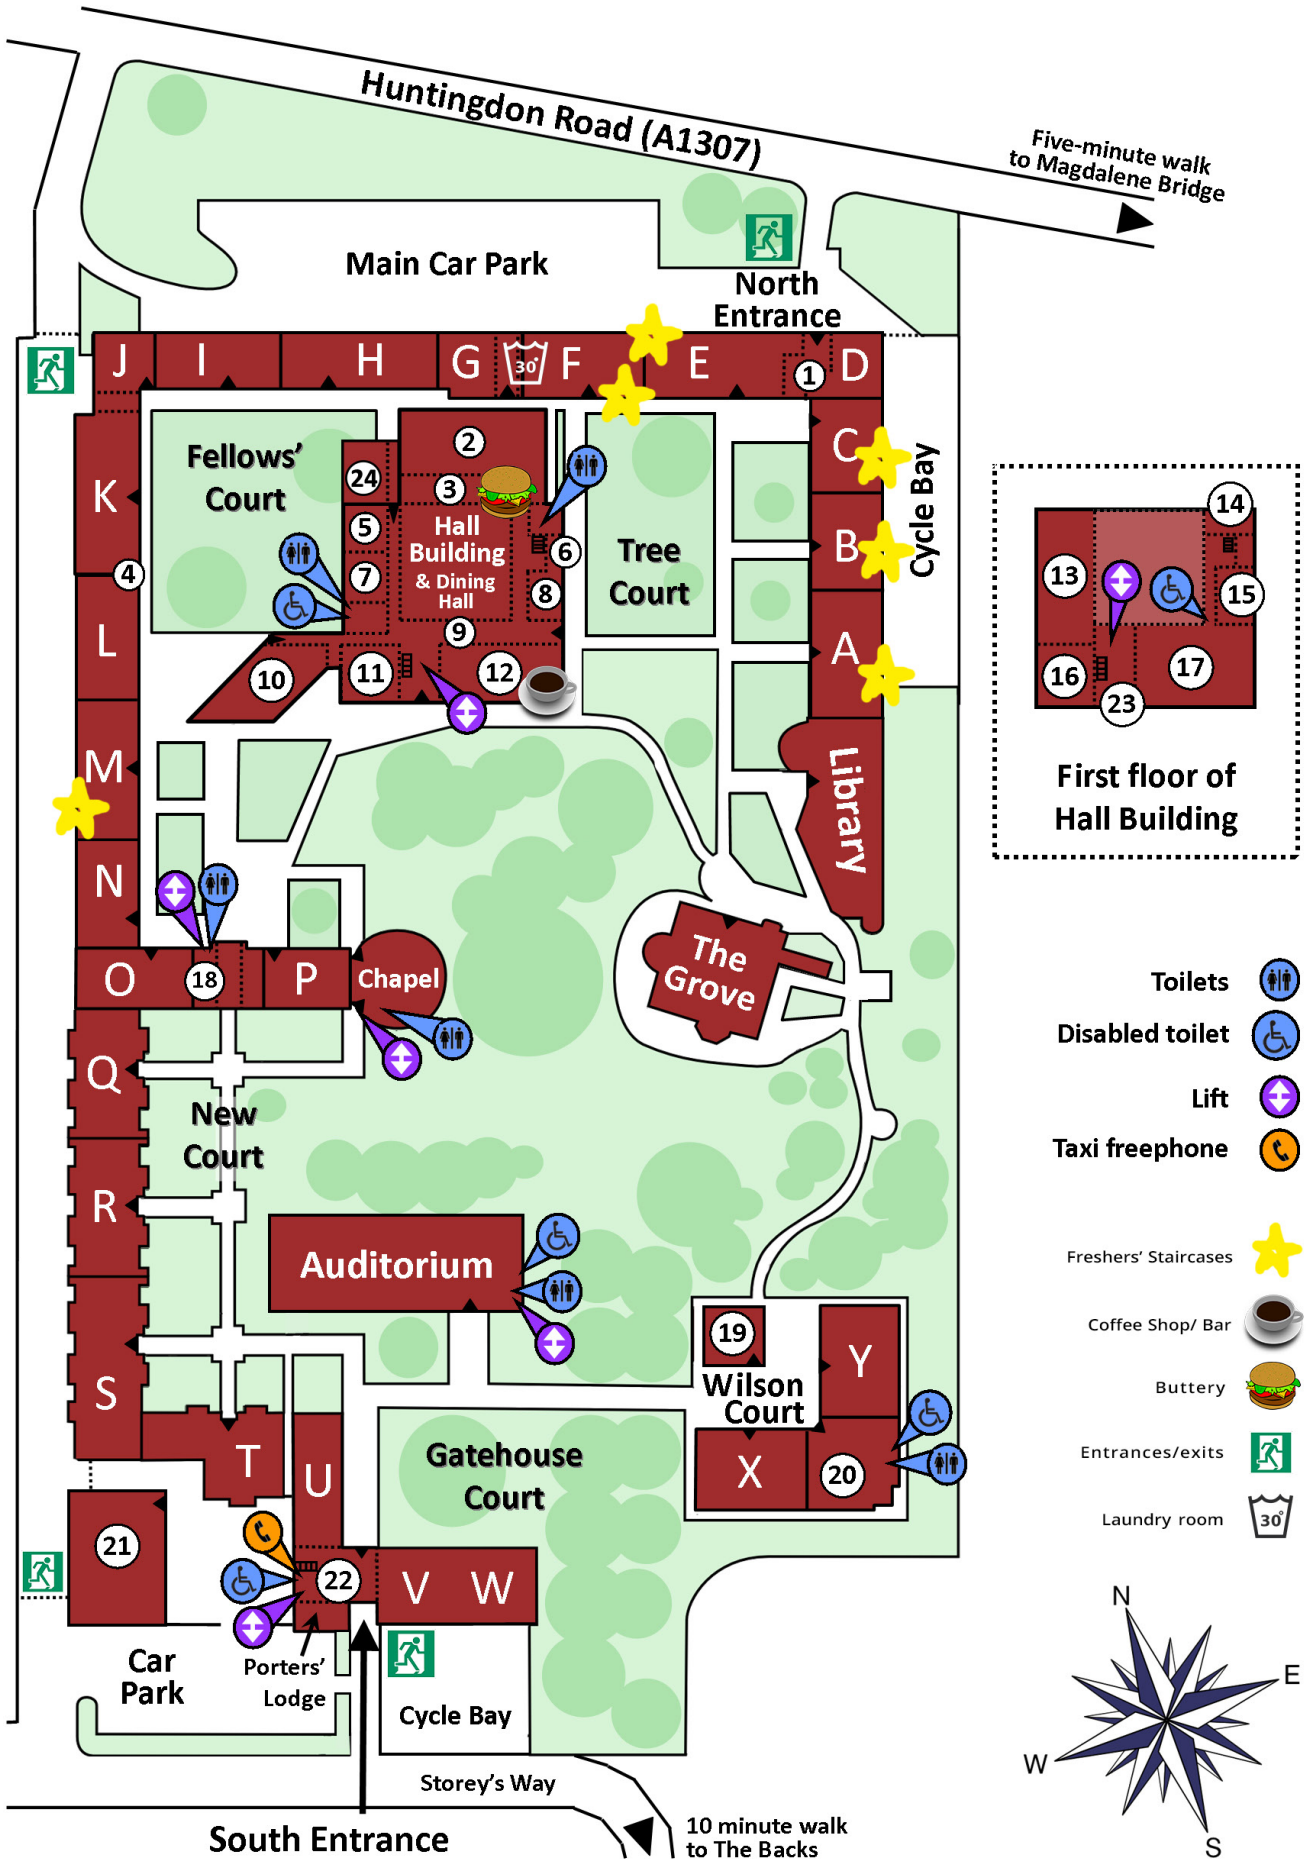 Huntingdon Road (A1307)
Five-minute walk
to Magdalene Bridge
Main Car Park
North
Entrance
J
I
H
G
30°
F
E
1
D
Fellows'
Court
2
24
3
C
Cycle Bay
K
5
Hall
Building
& Dining
Hall
6
Tree
Court
B
4
7
8
9
L
10
11
12
A
14
13
15
16
17
23
First floor of
Hall Building
M
Library
N
O
18
P
Chapel
The
Grove
Toilets
Disabled toilet
Lift
Taxi freephone
Q
New
Court
R
Auditorium
Freshers' Staircases
Coffee Shop/ Bar
Buttery
Entrances/exits
Laundry room
30°
19
Y
Wilson
Court
S
T
U
Gatehouse
Court
X
20
21
22
V
W
Car
Park
Porters'
Lodge
Cycle Bay
Storey's Way
South Entrance
10 minute walk
to The Backs
N
E
W
S